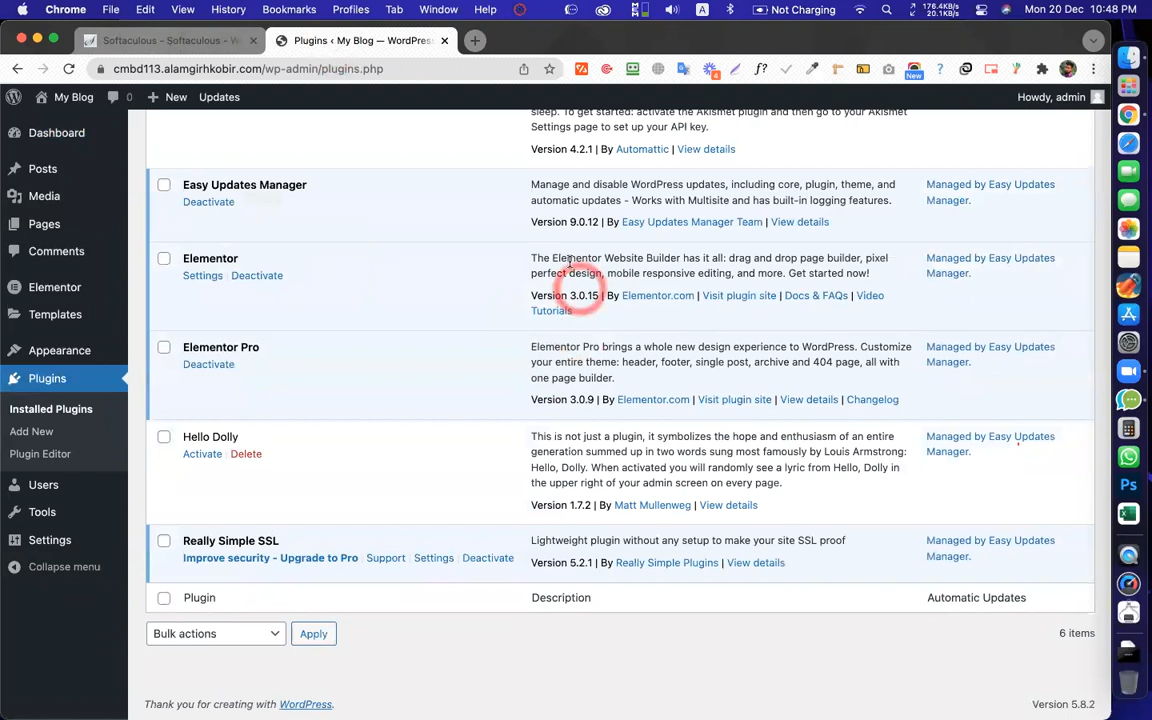 Chrome File Edit View History Bookmarks Profiles Tab Window Help A Not Charging 176.4KB/s 20.1KB/s Mon 20 Dec 10:48 PM
Softaculous - Softaculous - W
Plugins ‹ My Blog — WordPress
cmbd113.alamgirhkobir.com/wp-admin/plugins.php
f?
4
New
?
My Blog 0 + New Updates
Howdy, admin
Dashboard
Posts
Media
Pages
Comments
Elementor
Templates
Appearance
Plugins
Installed Plugins
Add New
Plugin Editor
Users
Tools
Settings
Collapse menu
sleep. To get started: activate the Akismet plugin and then go to your Akismet
Settings page to set up your API key.
Version 4.2.1 | By Automattic | View details
Easy Updates Manager
Deactivate
Manage and disable WordPress updates, including core, plugin, theme, and
automatic updates - Works with Multisite and has built-in logging features.
Version 9.0.12 | By Easy Updates Manager Team | View details
Managed by Easy Updates
Manager.
Elementor
Settings | Deactivate
The Elementor Website Builder has it all: drag and drop page builder, pixel
perfect design, mobile responsive editing, and more. Get started now!
Version 3.0.15 | By Elementor.com | Visit plugin site | Docs & FAQs | Video
Tutorials
Managed by Easy Updates
Manager.
Elementor Pro
Deactivate
Elementor Pro brings a whole new design experience to WordPress. Customize
your entire theme: header, footer, single post, archive and 404 page, all with
one page builder.
Version 3.0.9 | By Elementor.com | Visit plugin site | View details | Changelog
Managed by Easy Updates
Manager.
Hello Dolly
Activate | Delete
This is not just a plugin, it symbolizes the hope and enthusiasm of an entire
generation summed up in two words sung most famously by Louis Armstrong:
Hello, Dolly. When activated you will randomly see a lyric from Hello, Dolly in
the upper right of your admin screen on every page.
Version 1.7.2 | By Matt Mullenweg | View details
Managed by Easy Updates
Manager.
Really Simple SSL
Improve security - Upgrade to Pro | Support | Settings | Deactivate
Lightweight plugin without any setup to make your site SSL proof
Version 5.2.1 | By Really Simple Plugins | View details
Managed by Easy Updates
Manager.
Plugin Description Automatic Updates
Bulk actions Apply
6 items
Thank you for creating with WordPress.
Version 5.8.2
Ps